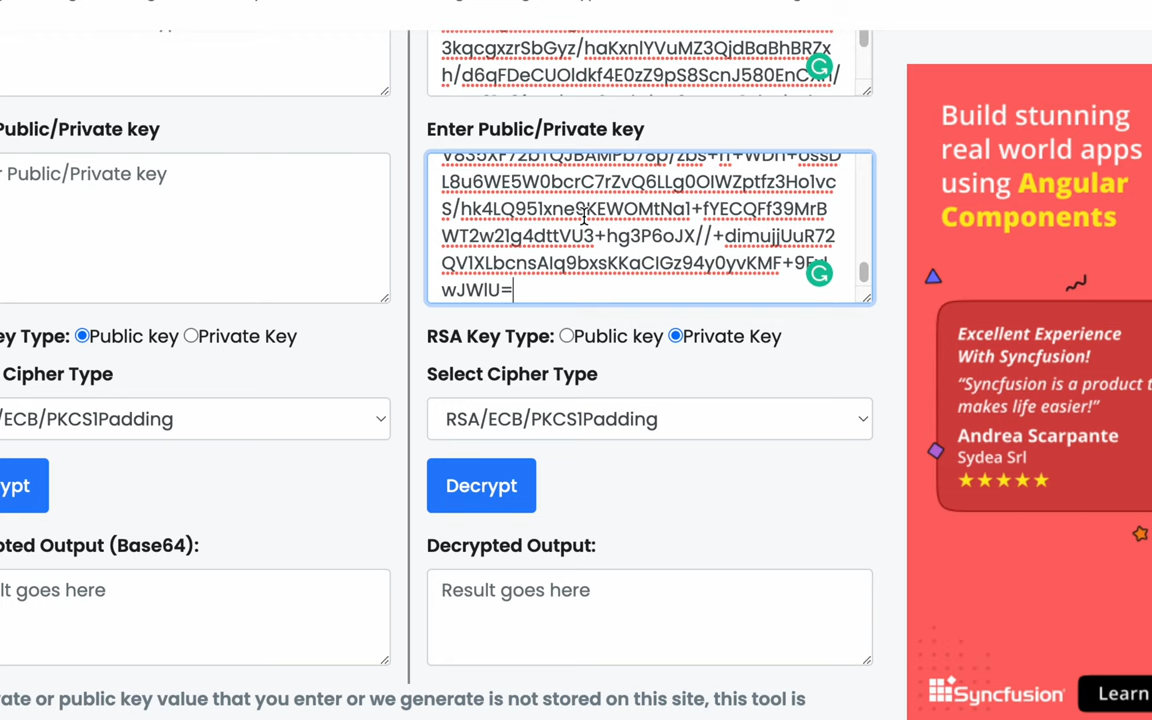 3kqcgxzrSbGyz/haKxnlYVuMZ3QjdBaBhBRZx
h/d6qFDeCUOldkf4E0zZ9pS8ScnJ580EnC
Public/Private key
Enter Public/Private key
Public/Private key
L8u6WE5W0bcrC7rZvQ6LLg0OIWZptfz3Ho1vc
S/hk4LQ951xneSKEWOMtNa1+fYECQFf39MrB
WT2w21g4dttVU3+hg3P6oJX//+dimujjUuR72
QV1XLbcnsAIq9bxsKKaCIGz94y0yvKMF+9
wJWlU=
Type: Public key Private Key
RSA Key Type: Public key Private Key
Cipher Type
Select Cipher Type
/ECB/PKCS1Padding
RSA/ECB/PKCS1Padding
ypt
Decrypt
pted Output (Base64):
Decrypted Output:
lt goes here
Result goes here
vate or public key value that you enter or we generate is not stored on this site, this tool is
Build stunning
real world apps
using Angular
Components
Excellent Experience
With Syncfusion!
“Syncfusion is a product t
makes life easier!”
Andrea Scarpante
Sydea Srl
Syncfusion
Learn